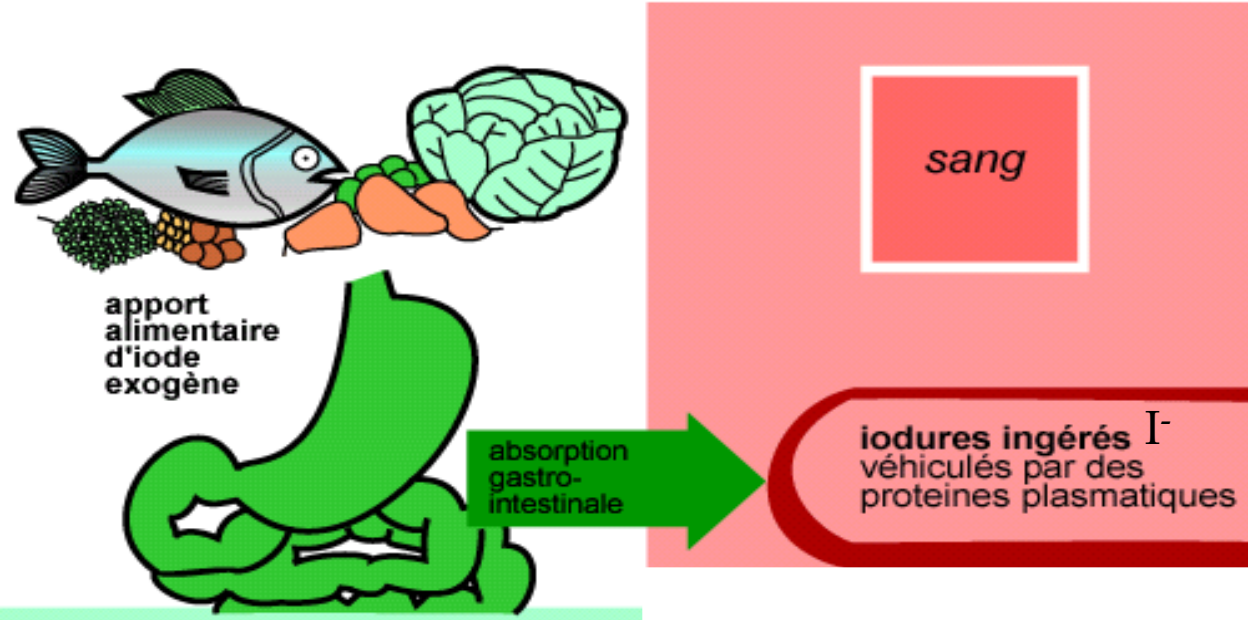 sang
apport
alimentaire
d'iode
exogène
absorption
gastro-
intestinale
iodures ingérés I-
véhiculés par des
proteines plasmatiques